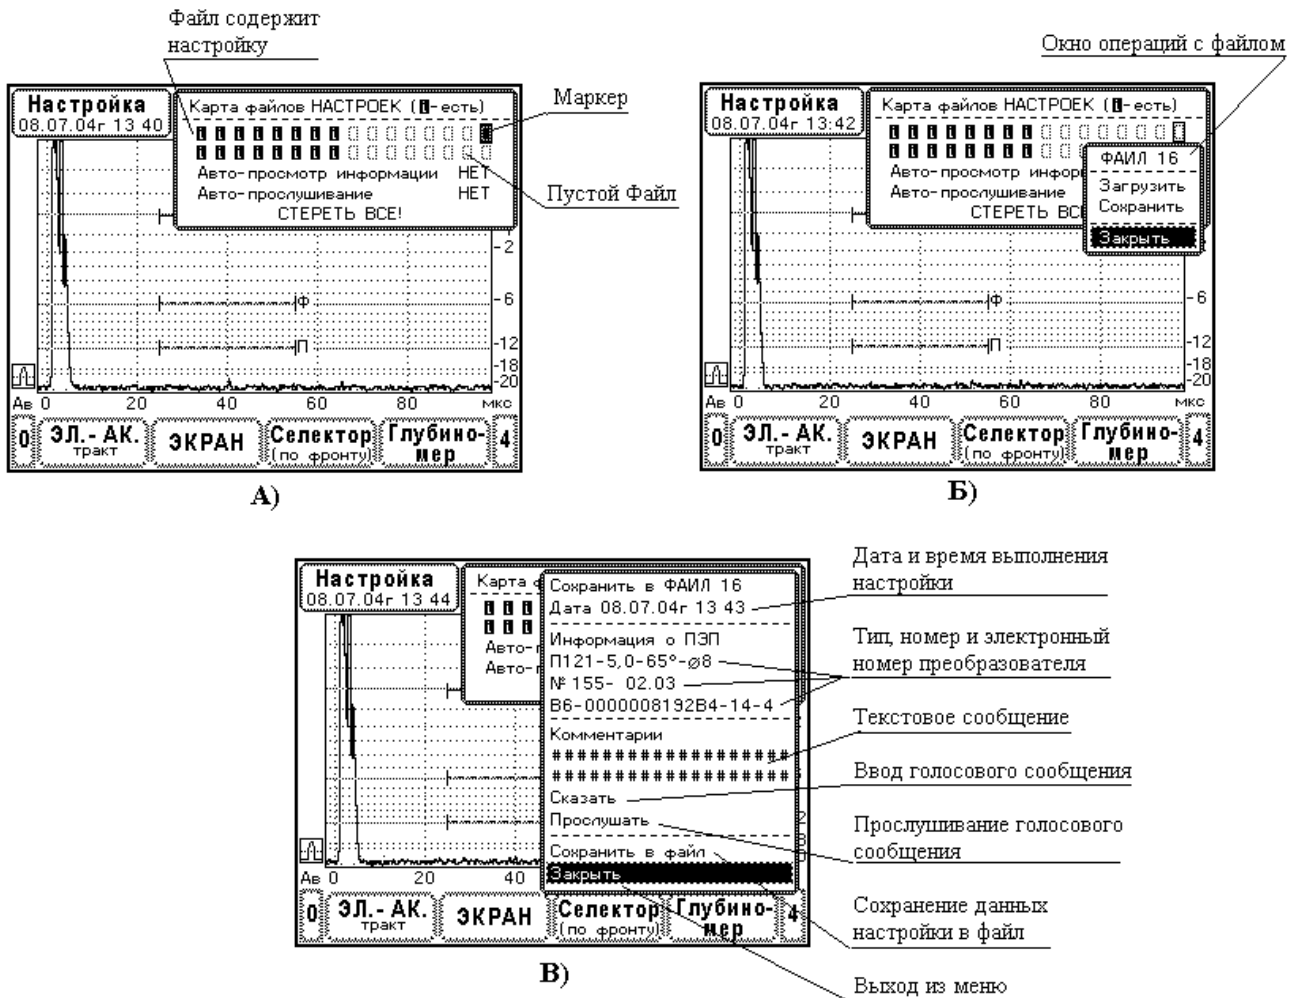 Файл содержит
настройку
Окно операций с файлом
Маркер
Пустой Файл
Настройка
08.07.04г 13 40
Карта файлов НАСТРОЕК ( -есть)
Авто-просмотр информации НЕТ
Авто-прослушивание НЕТ
СТЕРЕТЬ ВСЕ!
-2
Ф
-6
П
-12
-18
-20
Ав 0 20 40 60 80 мкс
0 ЭЛ.- АК. ЭКРАН Селектор Глубино- 4
тракт (по фронту) мер
А)
Настройка
08.07.04г 13:42
Карта файлов НАСТРОЕК ( -есть)
ФАИЛ 16
Авто-просмотр инфор
Загрузить
Авто-прослушивание
Сохранить
СТЕРЕТЬ ВСЕ
Закрыть
Ф
-6
П
-12
-18
-20
Ав 0 20 40 60 80 мкс
0 ЭЛ.- АК. ЭКРАН Селектор Глубино- 4
тракт (по фронту) мер
Б)
Настройка
08.07.04г 13 44
Карта
Авто-
Авто-
Сохранить в ФАИЛ 16
Дата 08.07.04г 13 43
Информация о ПЭП
П121-5,0-65°-⌀8
№ 155- 02.03
В6-0000008192В4-14-4
Комментарии
##################
##################
Сказать
Прослушать
Сохранить в файл
Закрыть
Ав 0 20 40
0 ЭЛ.- АК. ЭКРАН Селектор Глубино- 4
тракт (по фронту) мер
Дата и время выполнения
настройки
Тип, номер и электронный
номер преобразователя
Текстовое сообщение
Ввод голосового сообщения
Прослушивание голосового
сообщения
Сохранение данных
настройки в файл
Выход из меню
В)